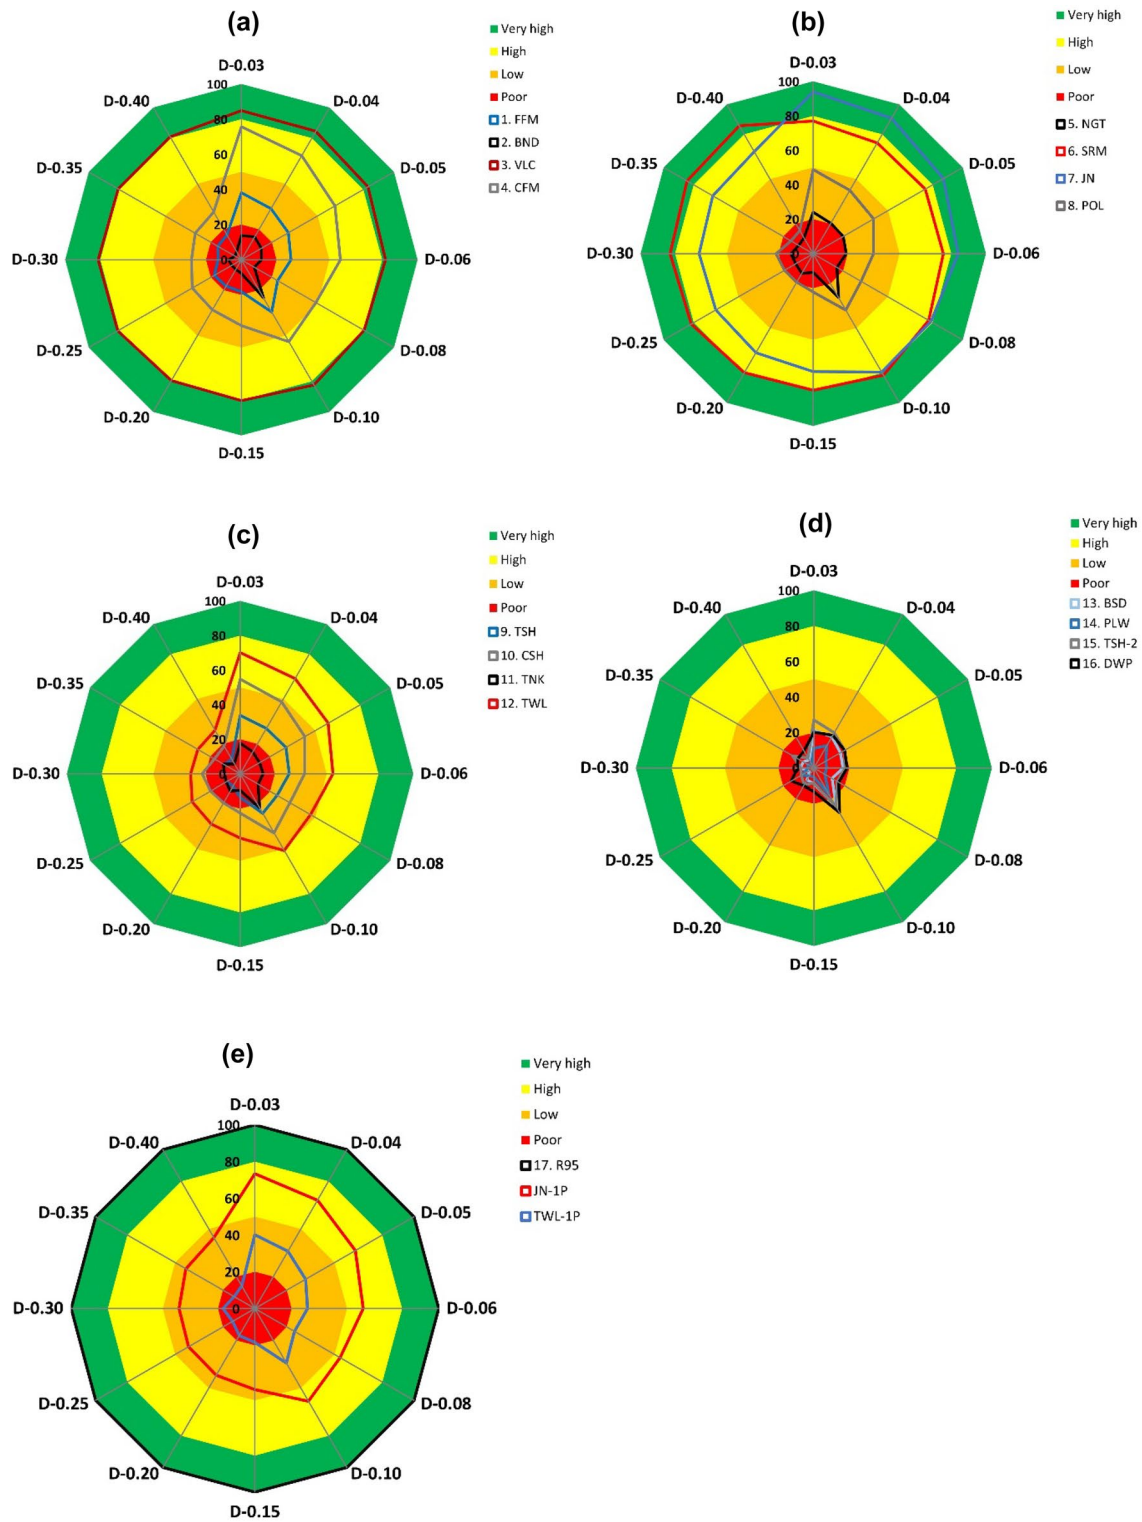 (a)
Very high
High
Low
Poor
1. FFM
2. BND
3. VLC
4. CFM
D-0.03
D-0.04
D-0.05
D-0.06
D-0.08
D-0.10
D-0.15
D-0.20
D-0.25
D-0.30
D-0.35
D-0.40
100
80
60
40
20
0
(b)
Very high
High
Low
Poor
5. NGT
6. SRM
7. JN
8. POL
D-0.03
D-0.04
D-0.05
D-0.06
D-0.08
D-0.10
D-0.15
D-0.20
D-0.25
D-0.30
D-0.35
D-0.40
100
80
60
40
20
0
(c)
Very high
High
Low
Poor
9. TSH
10. CSH
11. TNK
12. TWL
D-0.03
D-0.04
D-0.05
D-0.06
D-0.08
D-0.10
D-0.15
D-0.20
D-0.25
D-0.30
D-0.35
D-0.40
100
80
60
40
20
0
(d)
Very high
High
Low
Poor
13. BSD
14. PLW
15. TSH-2
16. DWP
D-0.03
D-0.04
D-0.05
D-0.06
D-0.08
D-0.10
D-0.15
D-0.20
D-0.25
D-0.30
D-0.35
D-0.40
100
80
60
40
20
0
(e)
Very high
High
Low
Poor
17. R95
JN-1P
TWL-1P
D-0.03
D-0.04
D-0.05
D-0.06
D-0.08
D-0.10
D-0.15
D-0.20
D-0.25
D-0.30
D-0.35
D-0.40
100
80
60
40
20
0